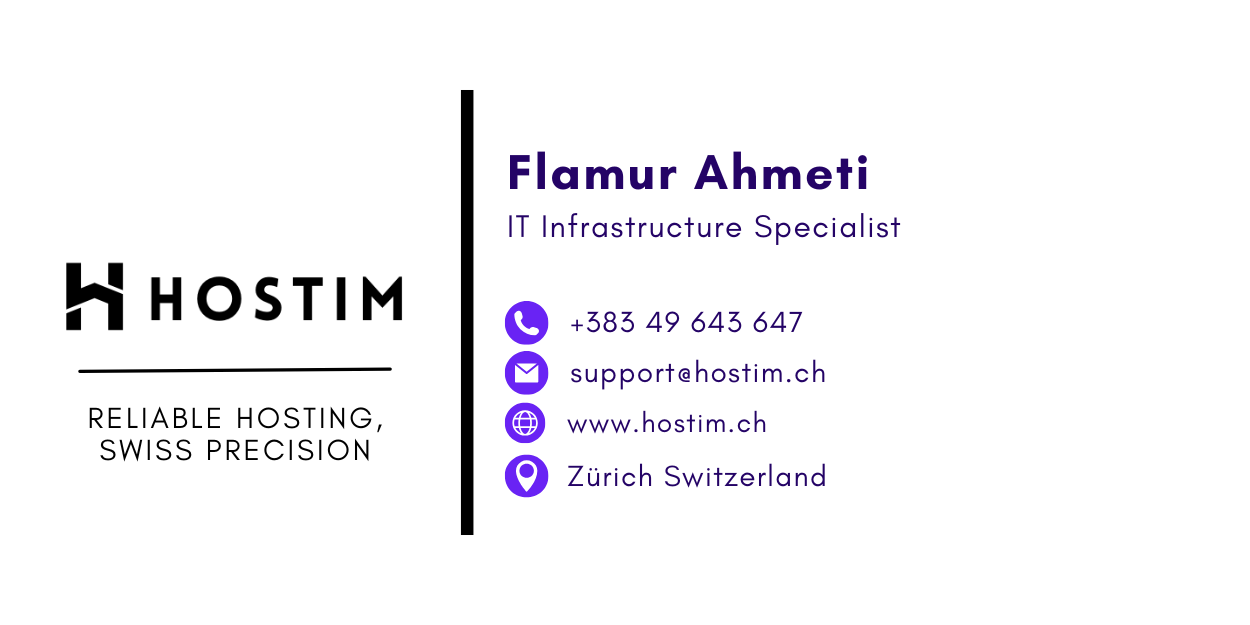 HOSTIM
RELIABLE HOSTING,
SWISS PRECISION
Flamur Ahmeti
IT Infrastructure Specialist
+383 49 643 647
support@hostim.ch
www.hostim.ch
Zürich Switzerland